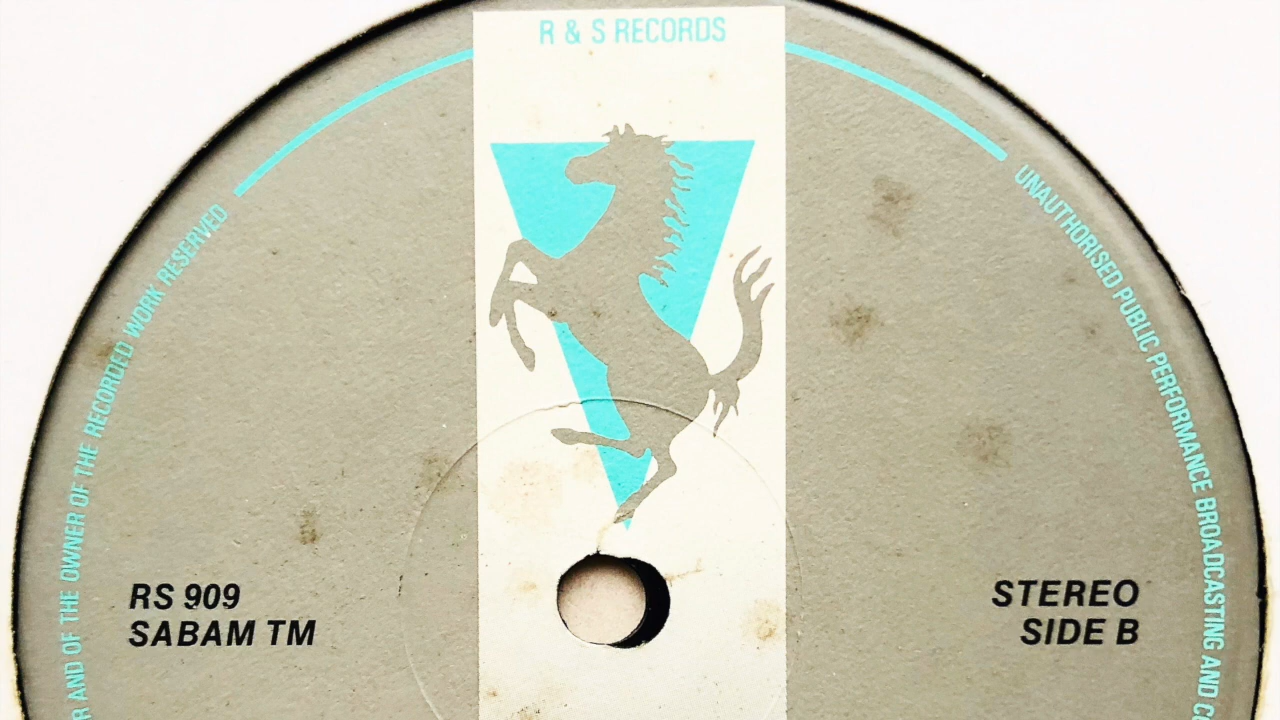 R & S RECORDS
R AND OF THE OWNER OF THE RECORDED WORK RESERVED
UNAUTHORISED PUBLIC PERFORMANCE BROADCASTING AND
RS 909
SABAM TM
STEREO
SIDE B